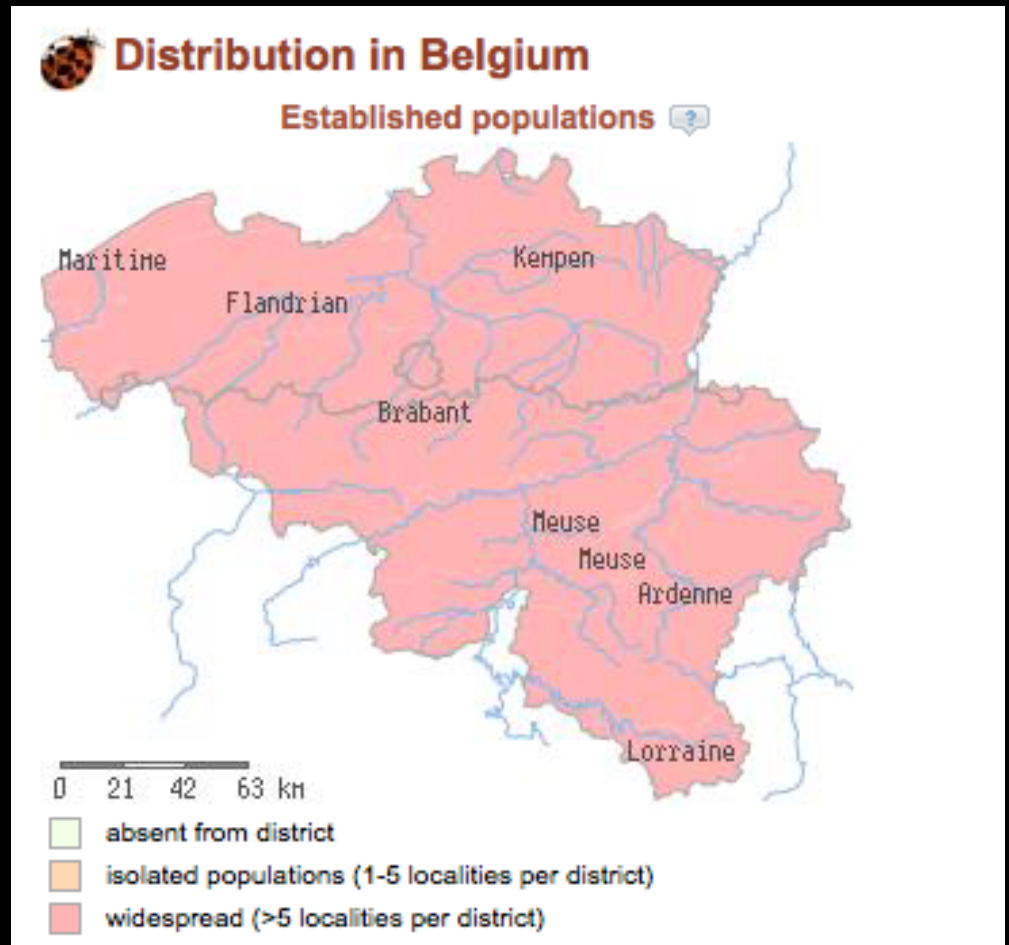 Distribution in Belgium
Established populations ?
Maritime
Kempen
Flandrian
Brabant
Meuse
Meuse
Ardenne
Lorraine
0 21 42 63 km
absent from district
isolated populations (1-5 localities per district)
widespread (>5 localities per district)